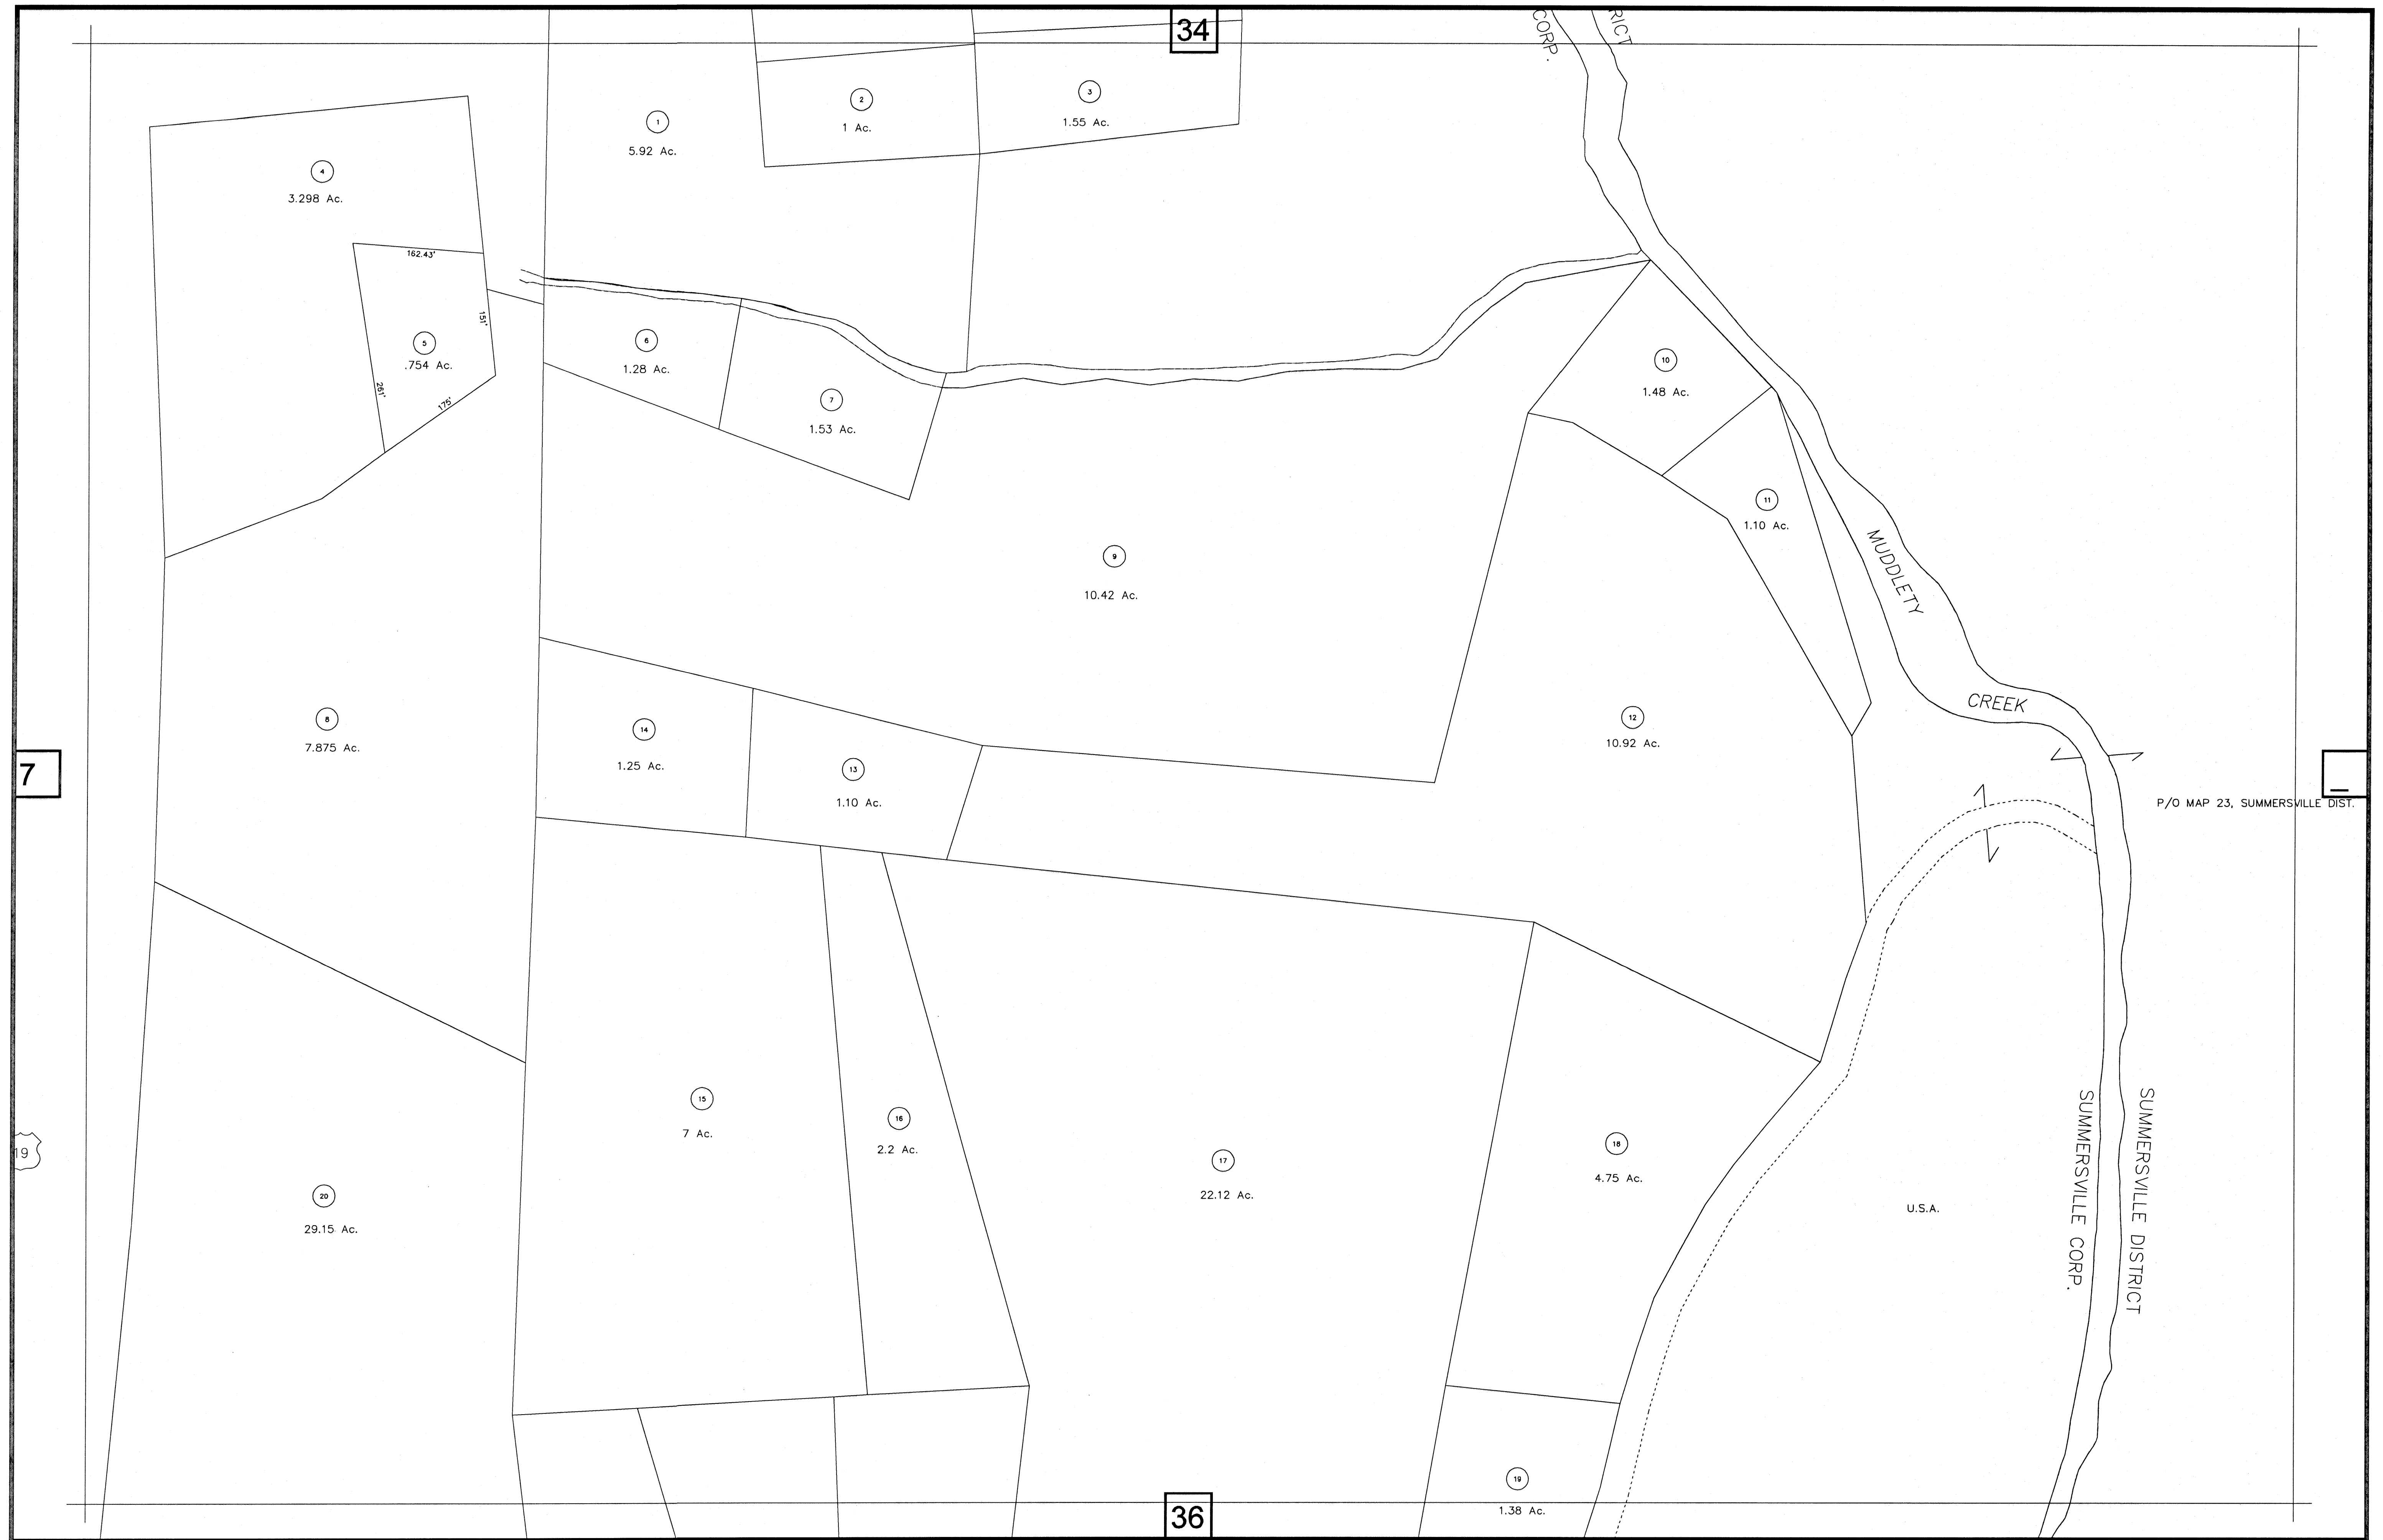 34
CORP.
RICT
1
5.92 Ac.
2
1 Ac.
3
1.55 Ac.
4
3.298 Ac.
162.43'
151'
5
.754 Ac.
261'
175'
6
1.28 Ac.
7
1.53 Ac.
10
1.48 Ac.
11
1.10 Ac.
9
10.42 Ac.
MUDDLETY
CREEK
8
7.875 Ac.
14
1.25 Ac.
13
1.10 Ac.
12
10.92 Ac.
7
P/O MAP 23, SUMMERSVILLE DIST.
15
7 Ac.
16
2.2 Ac.
17
22.12 Ac.
18
4.75 Ac.
19
20
29.15 Ac.
U.S.A.
SUMMERSVILLE CORP.
SUMMERSVILLE DISTRICT
19
1.38 Ac.
36